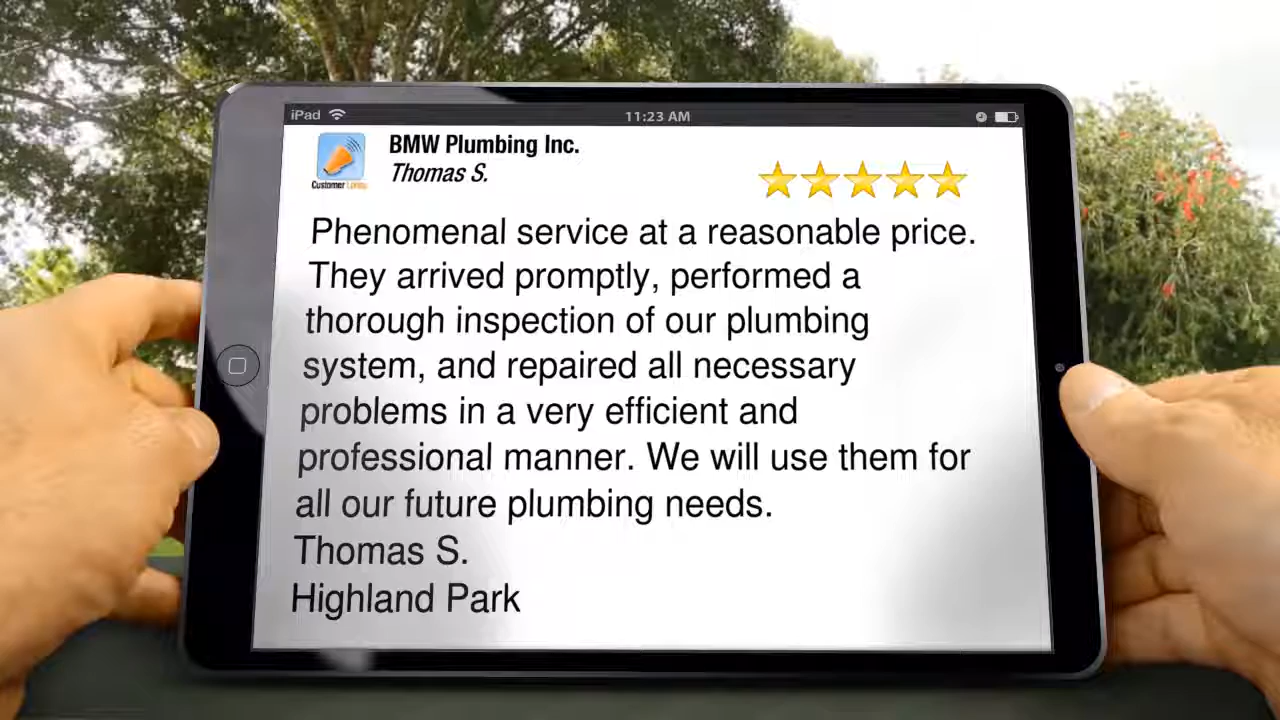 iPad
11:23 AM
BMW Plumbing Inc.
Thomas S.
Customer Lobby
Phenomenal service at a reasonable price.
They arrived promptly, performed a
thorough inspection of our plumbing
system, and repaired all necessary
problems in a very efficient and
professional manner. We will use them for
all our future plumbing needs.
Thomas S.
Highland Park